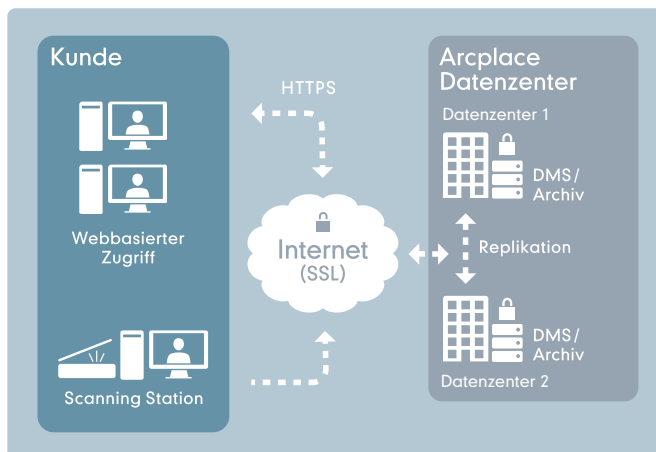 Kunde
Webbasierter
Zugriff
Scanning Station
HTTPS
Internet
(SSL)
Arcplace
Datenzenter
Datenzenter 1
DMS/
Archiv
Replikation
DMS/
Archiv
Datenzenter 2